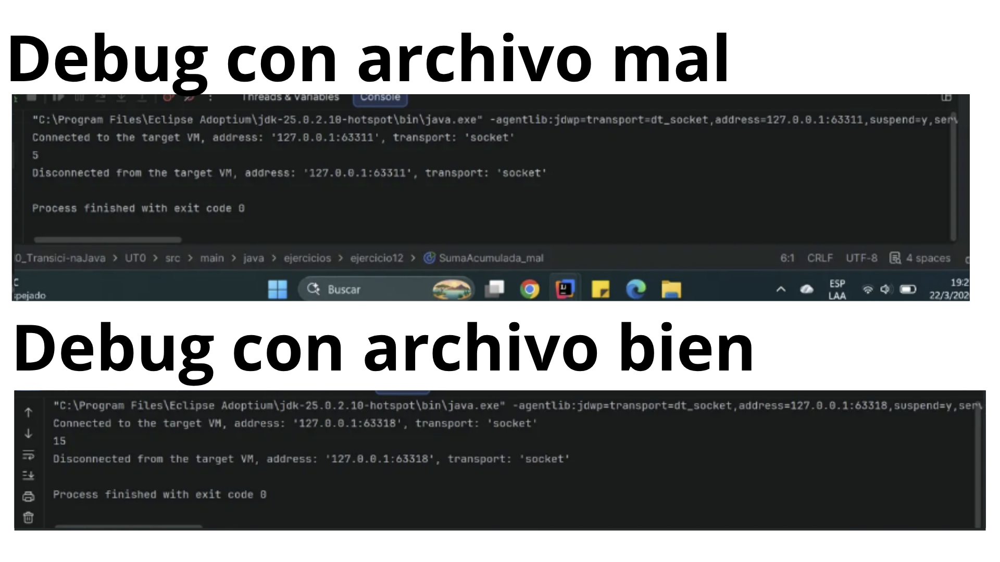 Debug con archivo mal
Threads & Variables Console
"C:\Program Files\Eclipse Adoptium\jdk-25.0.2.10-hotspot\bin\java.exe" -agentlib:jdwp=transport=dt_socket,address=127.0.0.1:63311,suspend=y,serv
Connected to the target VM, address: '127.0.0.1:63311', transport: 'socket'
5
Disconnected from the target VM, address: '127.0.0.1:63311', transport: 'socket'
Process finished with exit code 0
0_Transici-naJava > UT0 > src > main > java > ejercicios > ejercicio12 > SumaAcumulada_mal 6:1 CRLF UTF-8 4 spaces
C
pejado
Buscar
ESP
LAA
19:2
22/3/202
Debug con archivo bien
"C:\Program Files\Eclipse Adoptium\jdk-25.0.2.10-hotspot\bin\java.exe" -agentlib:jdwp=transport=dt_socket,address=127.0.0.1:63318,suspend=y,serv
Connected to the target VM, address: '127.0.0.1:63318', transport: 'socket'
15
Disconnected from the target VM, address: '127.0.0.1:63318', transport: 'socket'
Process finished with exit code 0